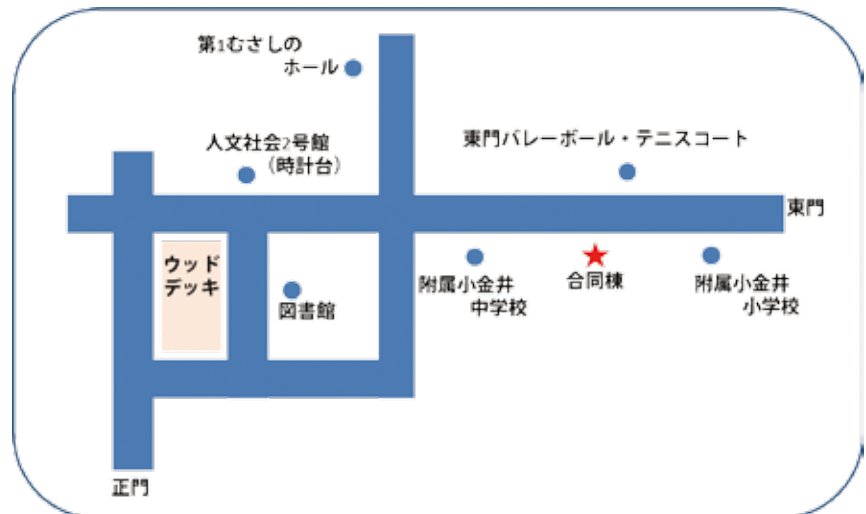 第1むさしの
ホール
人文社会2号館
（時計台）
東門バレーボール・テニスコート
東門
ウッド
デッキ
図書館
附属小金井
中学校
合同棟
附属小金井
小学校
正門